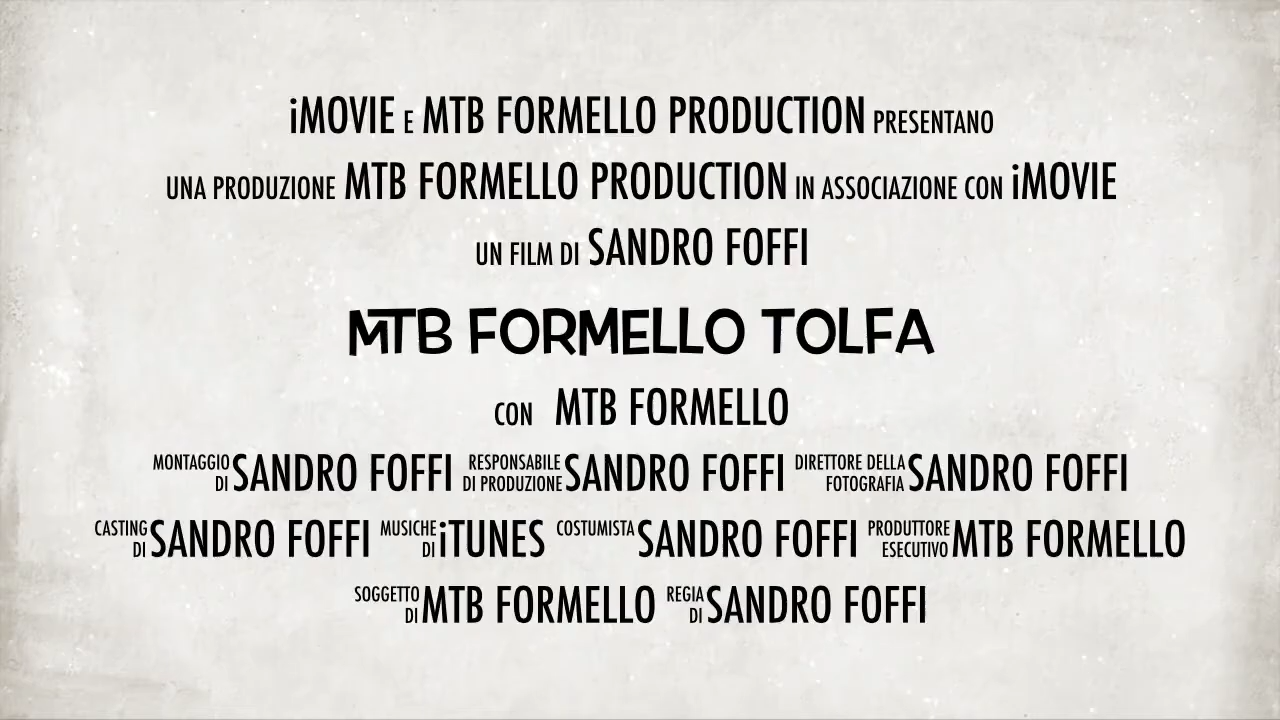 iMOVIE E MTB FORMELLO PRODUCTION PRESENTANO
UNA PRODUZIONE MTB FORMELLO PRODUCTION IN ASSOCIAZIONE CON iMOVIE
UN FILM DI SANDRO FOFFI
MTB FORMELLO TOLFA
CON MTB FORMELLO
MONTAGGIO DI SANDRO FOFFI RESPONSABILE DI PRODUZIONE SANDRO FOFFI DIRETTORE DELLA FOTOGRAFIA SANDRO FOFFI
CASTING DI SANDRO FOFFI MUSICHE DI iTUNES COSTUMISTA SANDRO FOFFI PRODUTTORE ESECUTIVO MTB FORMELLO
SOGGETTO DI MTB FORMELLO REGIA DI SANDRO FOFFI